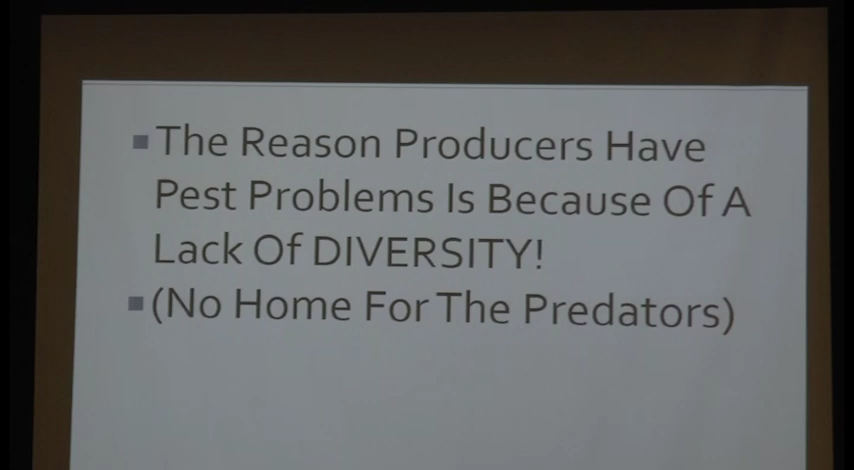 ▪The Reason Producers Have
Pest Problems Is Because Of A
Lack Of DIVERSITY!
▪(No Home For The Predators)